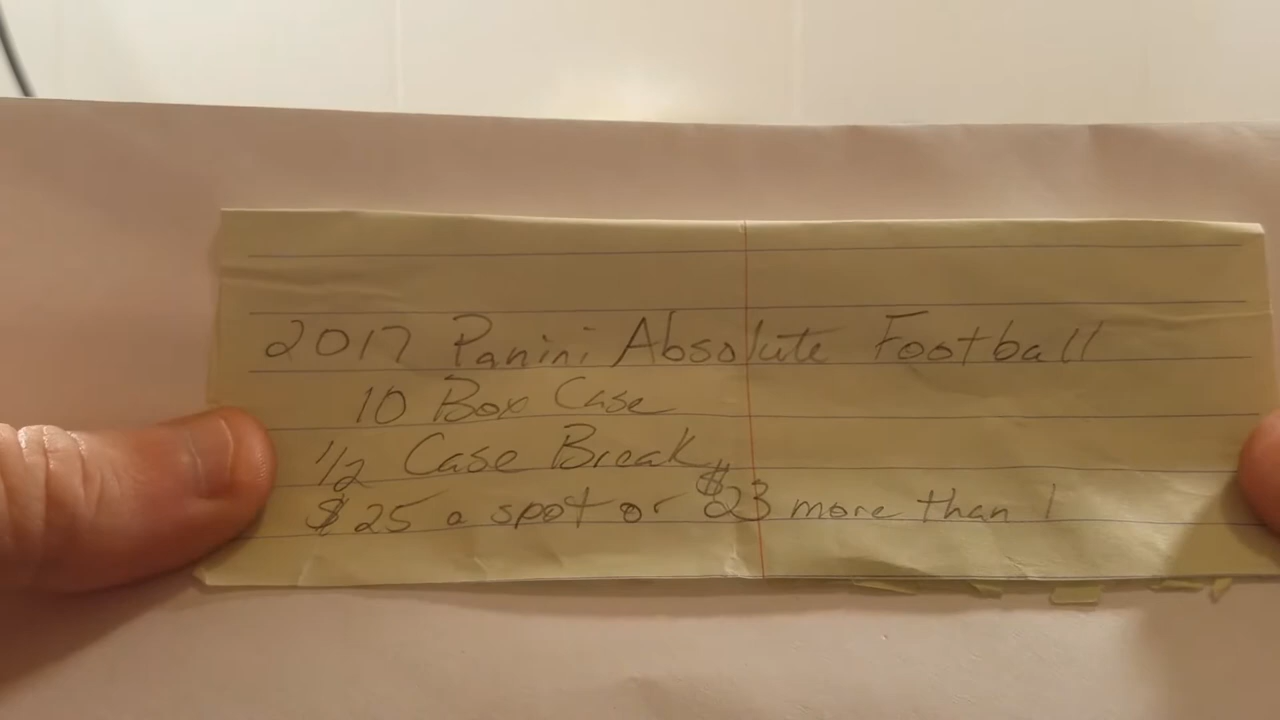 2017 Panini Absolute Football
10 Box Case
1/2 Case Break
$25 a spot or $23 more than 1